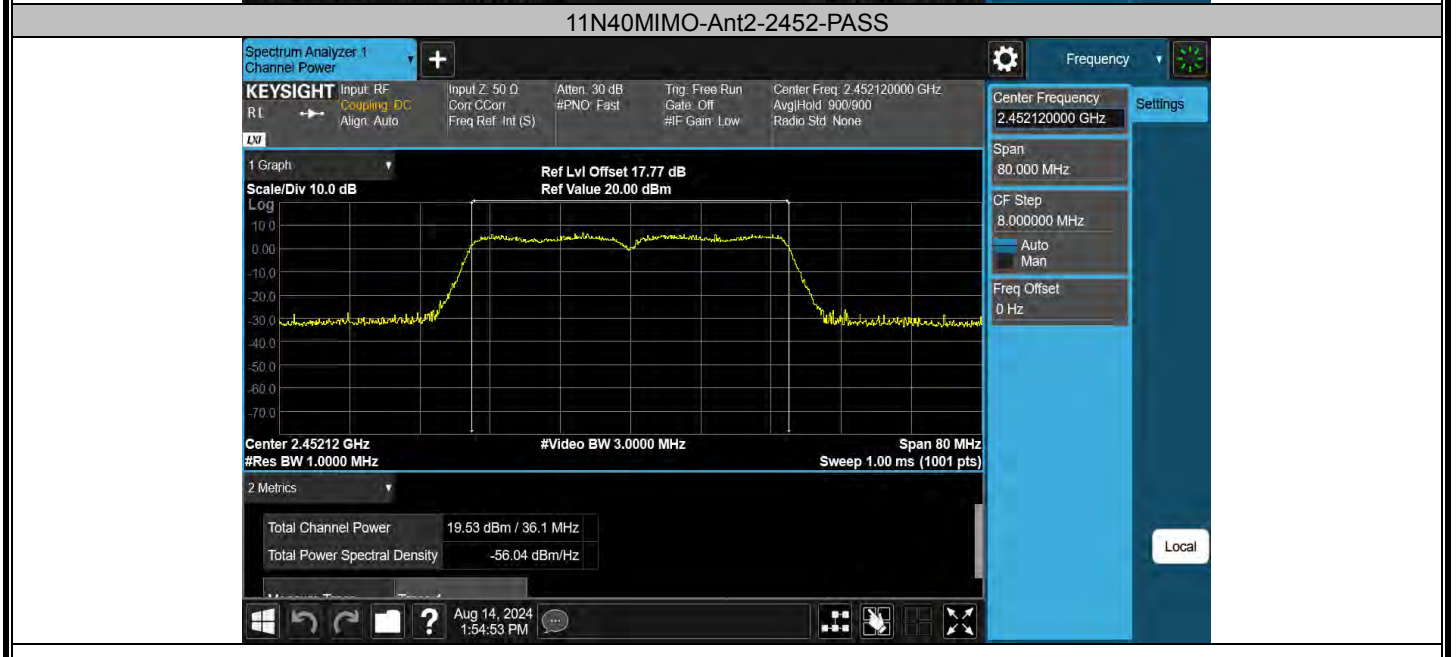 11N40MIMO-Ant2-2452-PASS
Spectrum Analyzer 1
Channel Power
+
Frequency
KEYSIGHT
RL
LXI
Input: RF
Coupling: DC
Align: Auto
Input Z: 50 Ω
Corr CCorr
Freq Ref: Int (S)
Atten: 30 dB
#PNO: Fast
Trig: Free Run
Gate: Off
#IF Gain: Low
Center Freq: 2.452120000 GHz
Avg|Hold: 900/900
Radio Std: None
Center Frequency
2.452120000 GHz
Settings
Span
80.000 MHz
CF Step
8.000000 MHz
Auto
Man
Freq Offset
0 Hz
1 Graph
Scale/Div 10.0 dB
Ref Lvl Offset 17.77 dB
Ref Value 20.00 dBm
Log
10.0
0.00
-10.0
-20.0
-30.0
-40.0
-50.0
-60.0
-70.0
Center 2.45212 GHz
#Video BW 3.0000 MHz
Span 80 MHz
#Res BW 1.0000 MHz
Sweep 1.00 ms (1001 pts)
2 Metrics
Total Channel Power 19.53 dBm / 36.1 MHz
Total Power Spectral Density -56.04 dBm/Hz
Local
?
Aug 14, 2024
1:54:53 PM